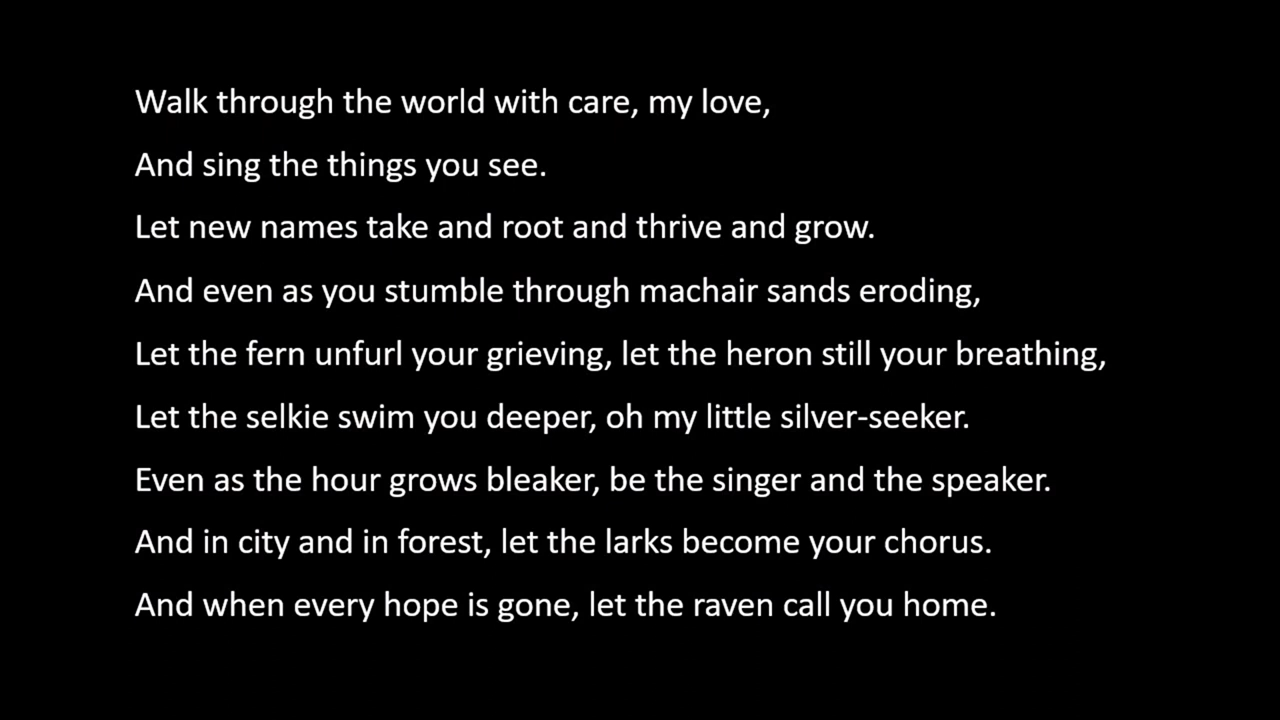 Walk through the world with care, my love,
And sing the things you see.
Let new names take and root and thrive and grow.
And even as you stumble through machair sands eroding,
Let the fern unfurl your grieving, let the heron still your breathing,
Let the selkie swim you deeper, oh my little silver-seeker.
Even as the hour grows bleaker, be the singer and the speaker.
And in city and in forest, let the larks become your chorus.
And when every hope is gone, let the raven call you home.